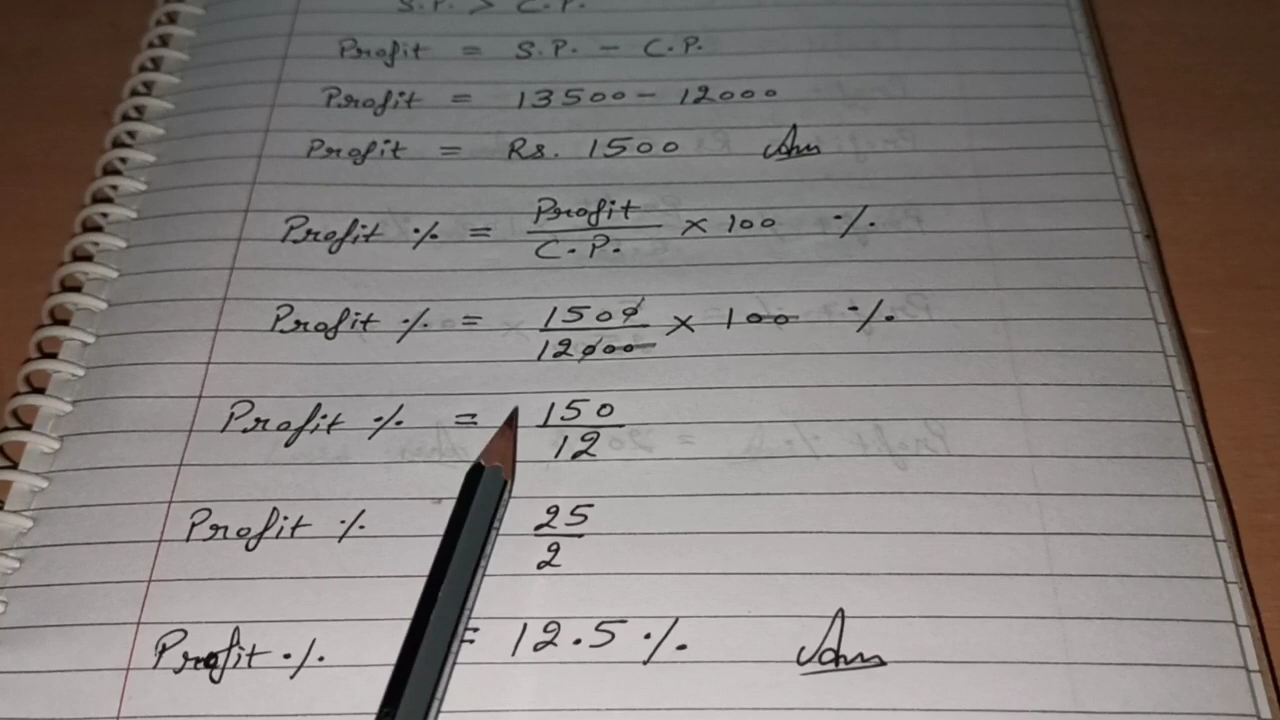 S.P. > C.P.
Profit = S.P. - C.P.
Profit = 13500 - 12000
Profit = Rs. 1500 Ans
Profit % = Profit / C.P. × 100 %
Profit % = 1500 / 12000 × 100 %
Profit % = 150 / 12
Profit % 25 / 2
Profit % = 12.5 % Ans